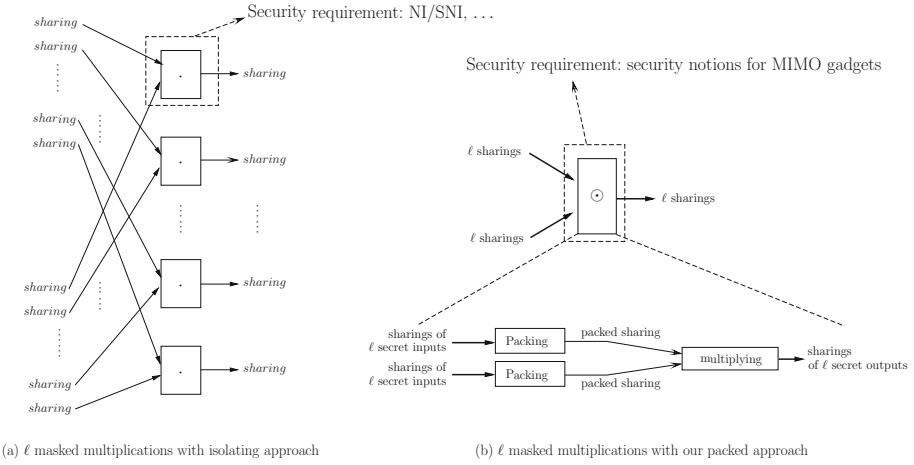 Security requirement: NI/SNI, . . .
sharing
sharing
sharing
sharing
sharing
sharing
sharing
sharing
·
sharing
·
sharing
·
sharing
·
sharing
(a) ℓ masked multiplications with isolating approach
Security requirement: security notions for MIMO gadgets
ℓ sharings
ℓ sharings
⊙
ℓ sharings
sharings of
ℓ secret inputs
Packing
packed sharing
sharings of
ℓ secret inputs
Packing
packed sharing
multiplying
sharings
of ℓ secret outputs
(b) ℓ masked multiplications with our packed approach